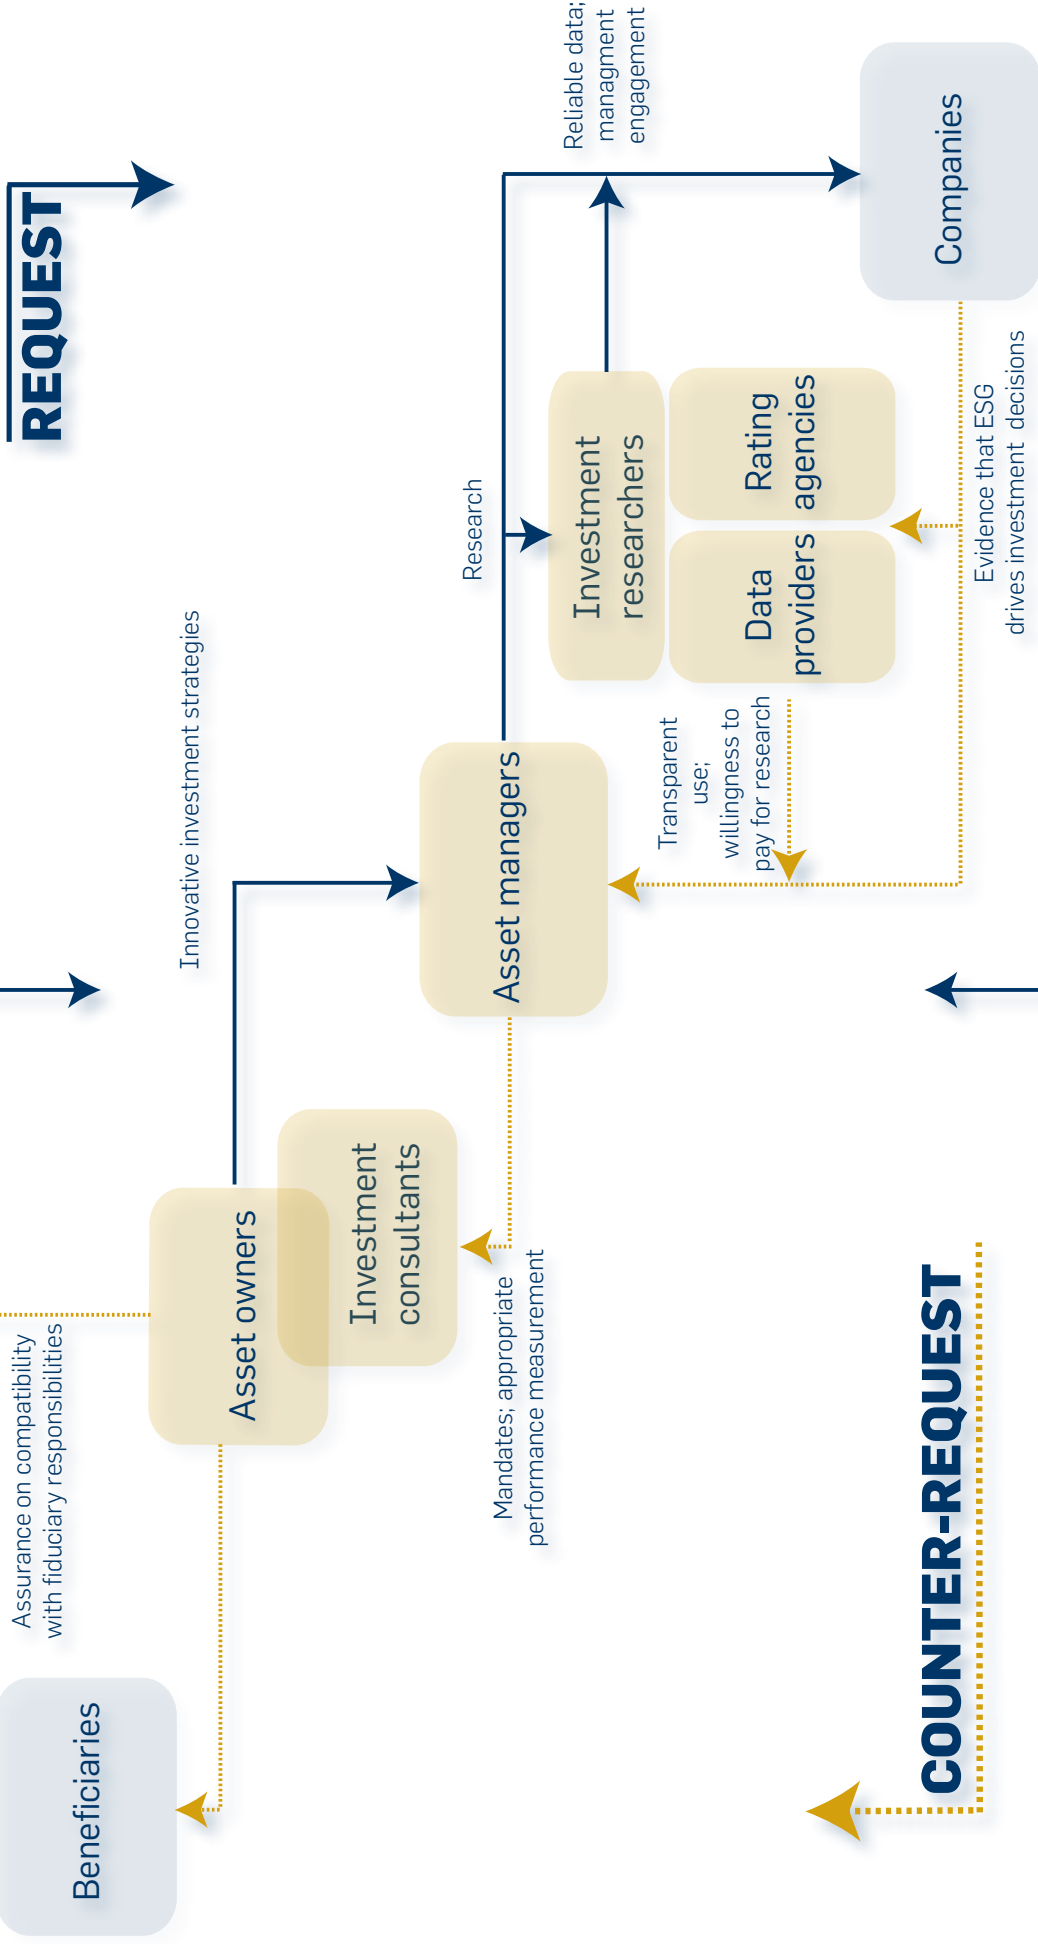 REQUEST
Assurance on compatibility
with fiduciary responsibilities
Beneficiaries
Innovative investment strategies
Asset owners
Investment
consultants
Mandates; appropriate
performance measurement
Research
Asset managers
Reliable data;
managment
engagement
Investment
researchers
Transparent
use;
willingness to
pay for research
Data
providers
Rating
agencies
Companies
Evidence that ESG
drives investment decisions
COUNTER-REQUEST